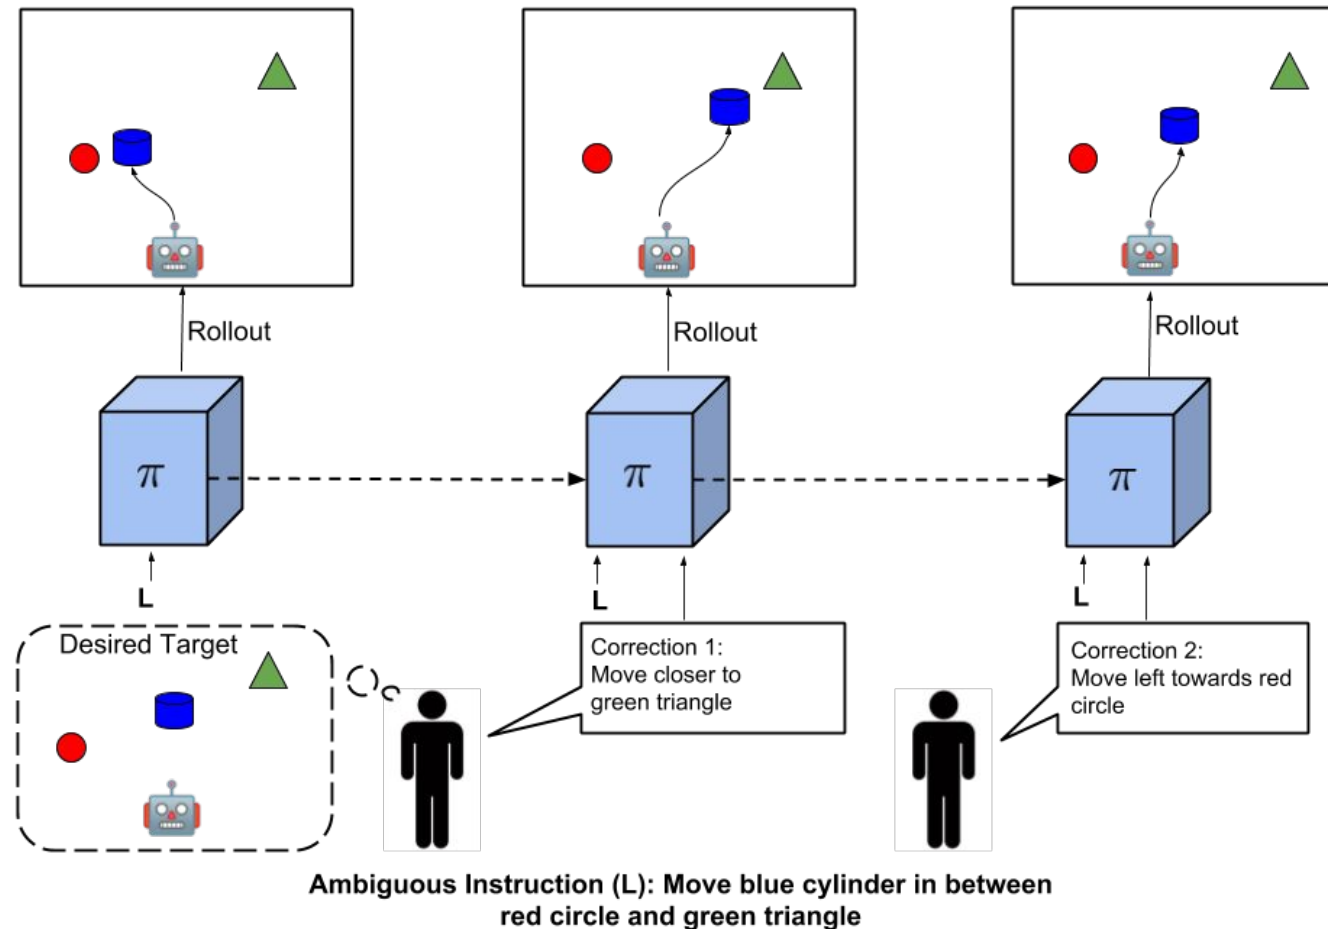 Rollout
Rollout
Rollout
π
π
π
L
L
L
Desired Target
Correction 1:
Move closer to
green triangle
Correction 2:
Move left towards red
circle
Ambiguous Instruction (L): Move blue cylinder in between
red circle and green triangle